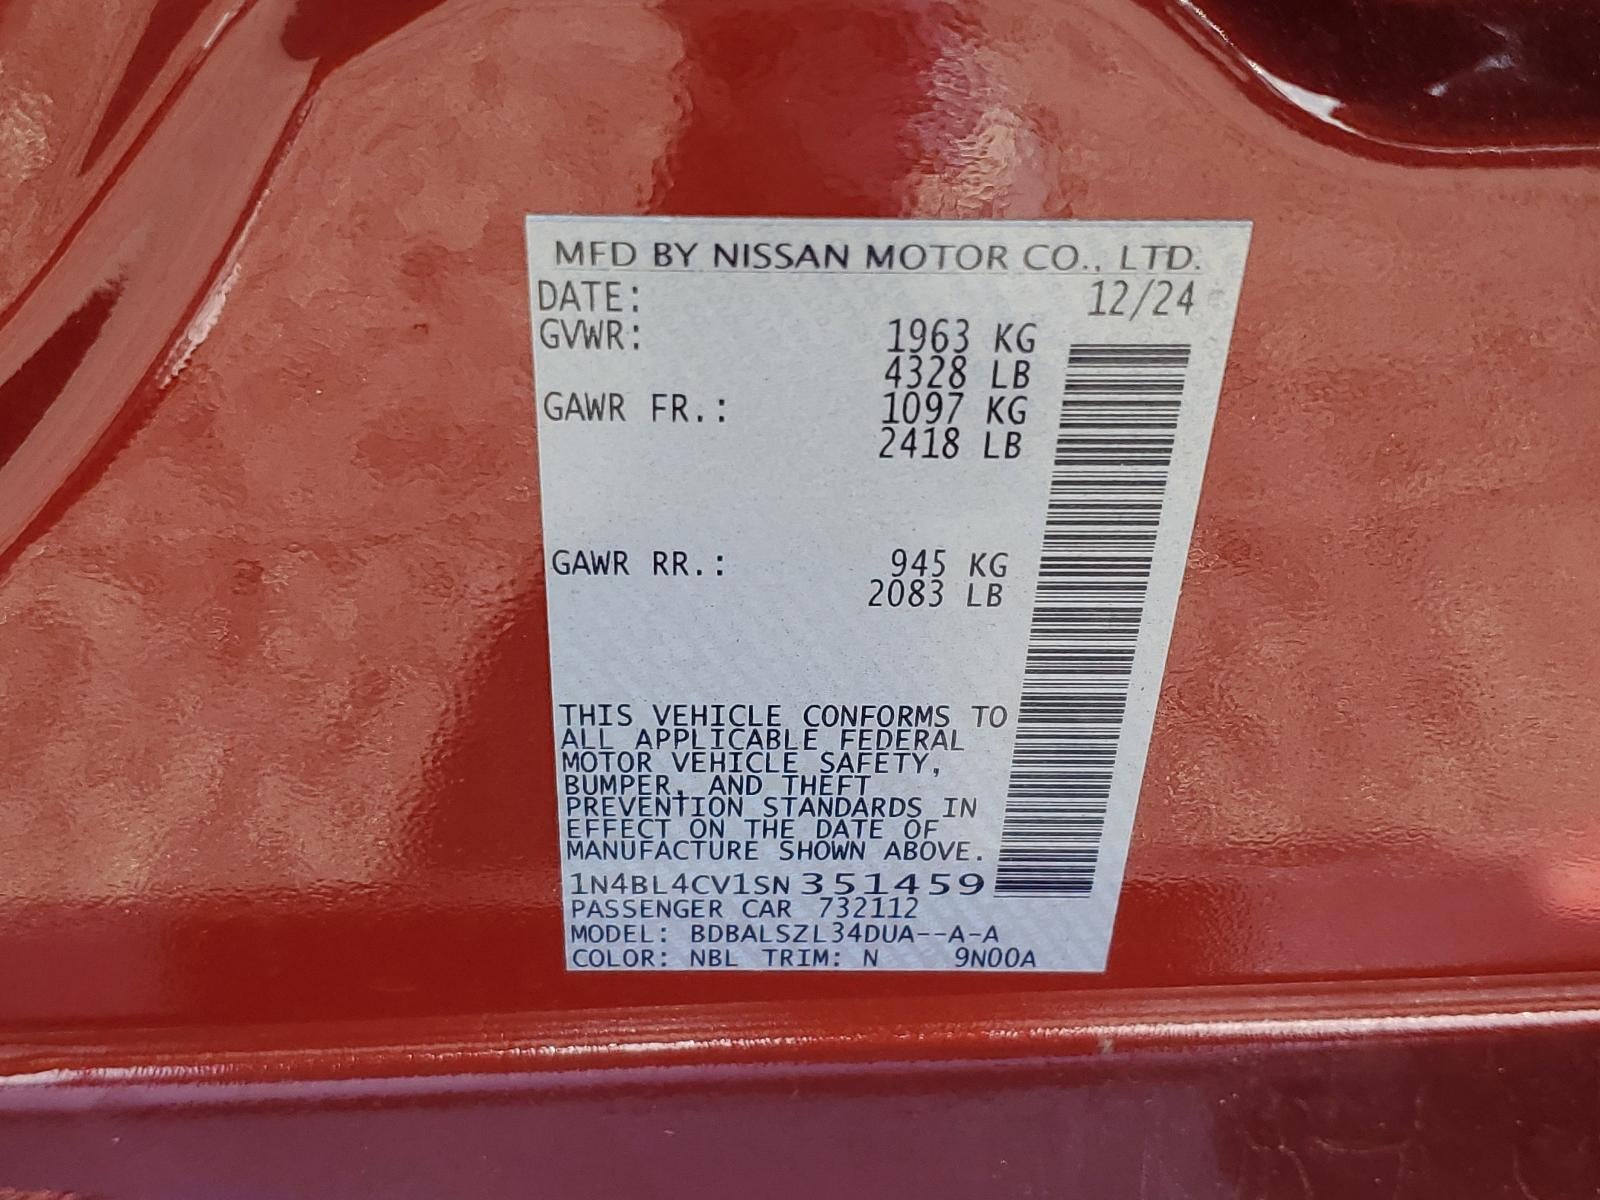 MFD BY NISSAN MOTOR CO., LTD.
DATE: 12/24
GVWR: 1963 KG
4328 LB
GAWR FR.: 1097 KG
2418 LB
GAWR RR.: 945 KG
2083 LB
THIS VEHICLE CONFORMS TO
ALL APPLICABLE FEDERAL
MOTOR VEHICLE SAFETY,
BUMPER, AND THEFT
PREVENTION STANDARDS IN
EFFECT ON THE DATE OF
MANUFACTURE SHOWN ABOVE.
1N4BL4CV1SN351459
PASSENGER CAR 732112
MODEL: BDBALSZL34DUA--A-A
COLOR: NBL TRIM: N 9N00A